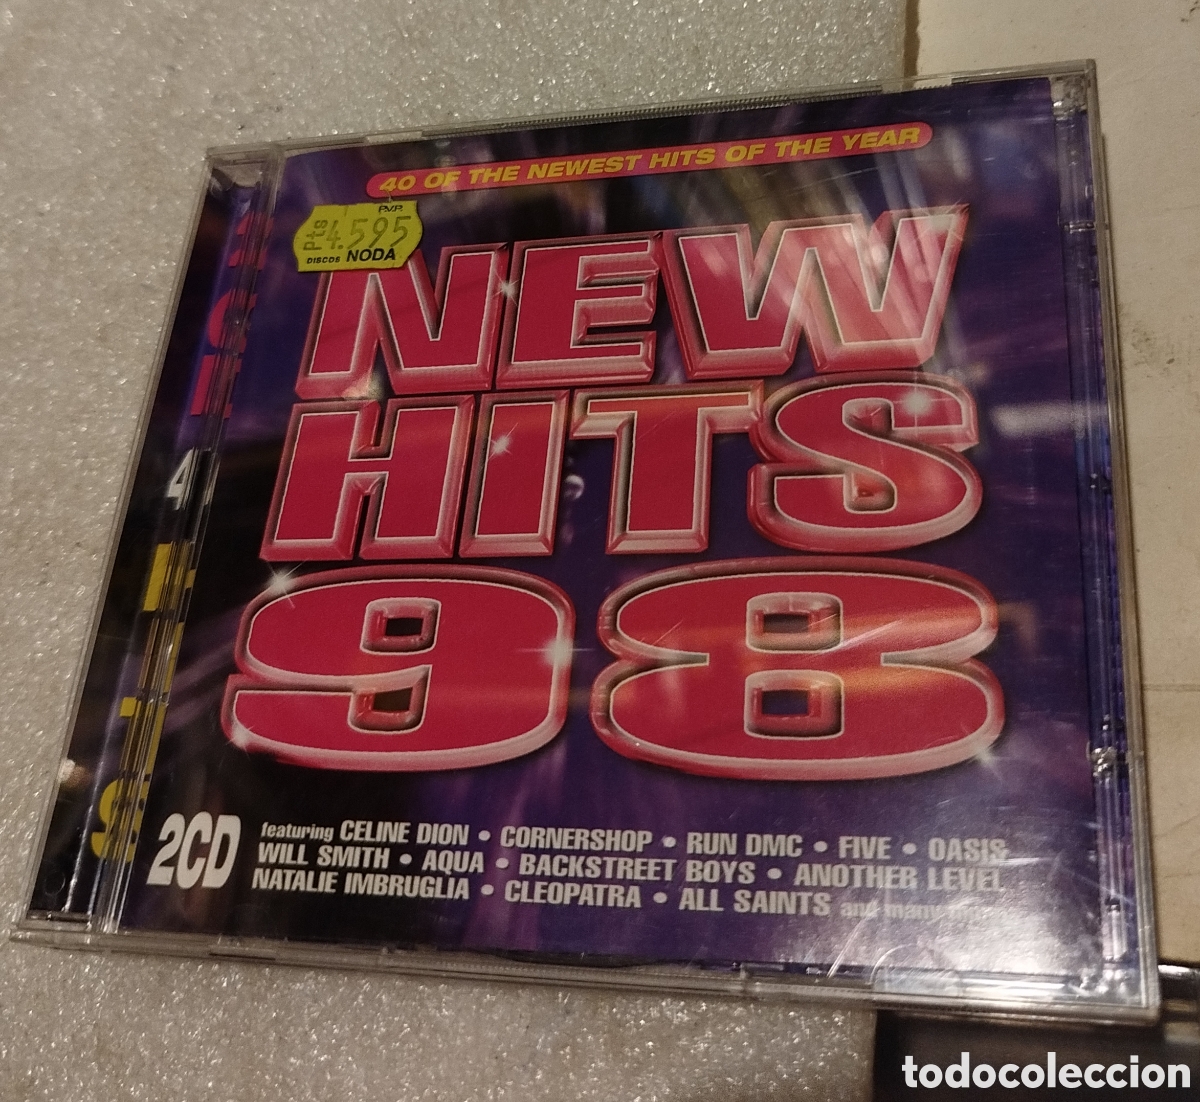 40 OF THE NEWEST HITS OF THE YEAR
P.V.P.
Pts 4.595
DISCOS NODA
NEW
HITS
98
2CD
featuring CELINE DION • CORNERSHOP • RUN DMC • FIVE • OASIS
WILL SMITH • AQUA • BACKSTREET BOYS • ANOTHER LEVEL
NATALIE IMBRUGLIA • CLEOPATRA • ALL SAINTS and many
todocoleccion